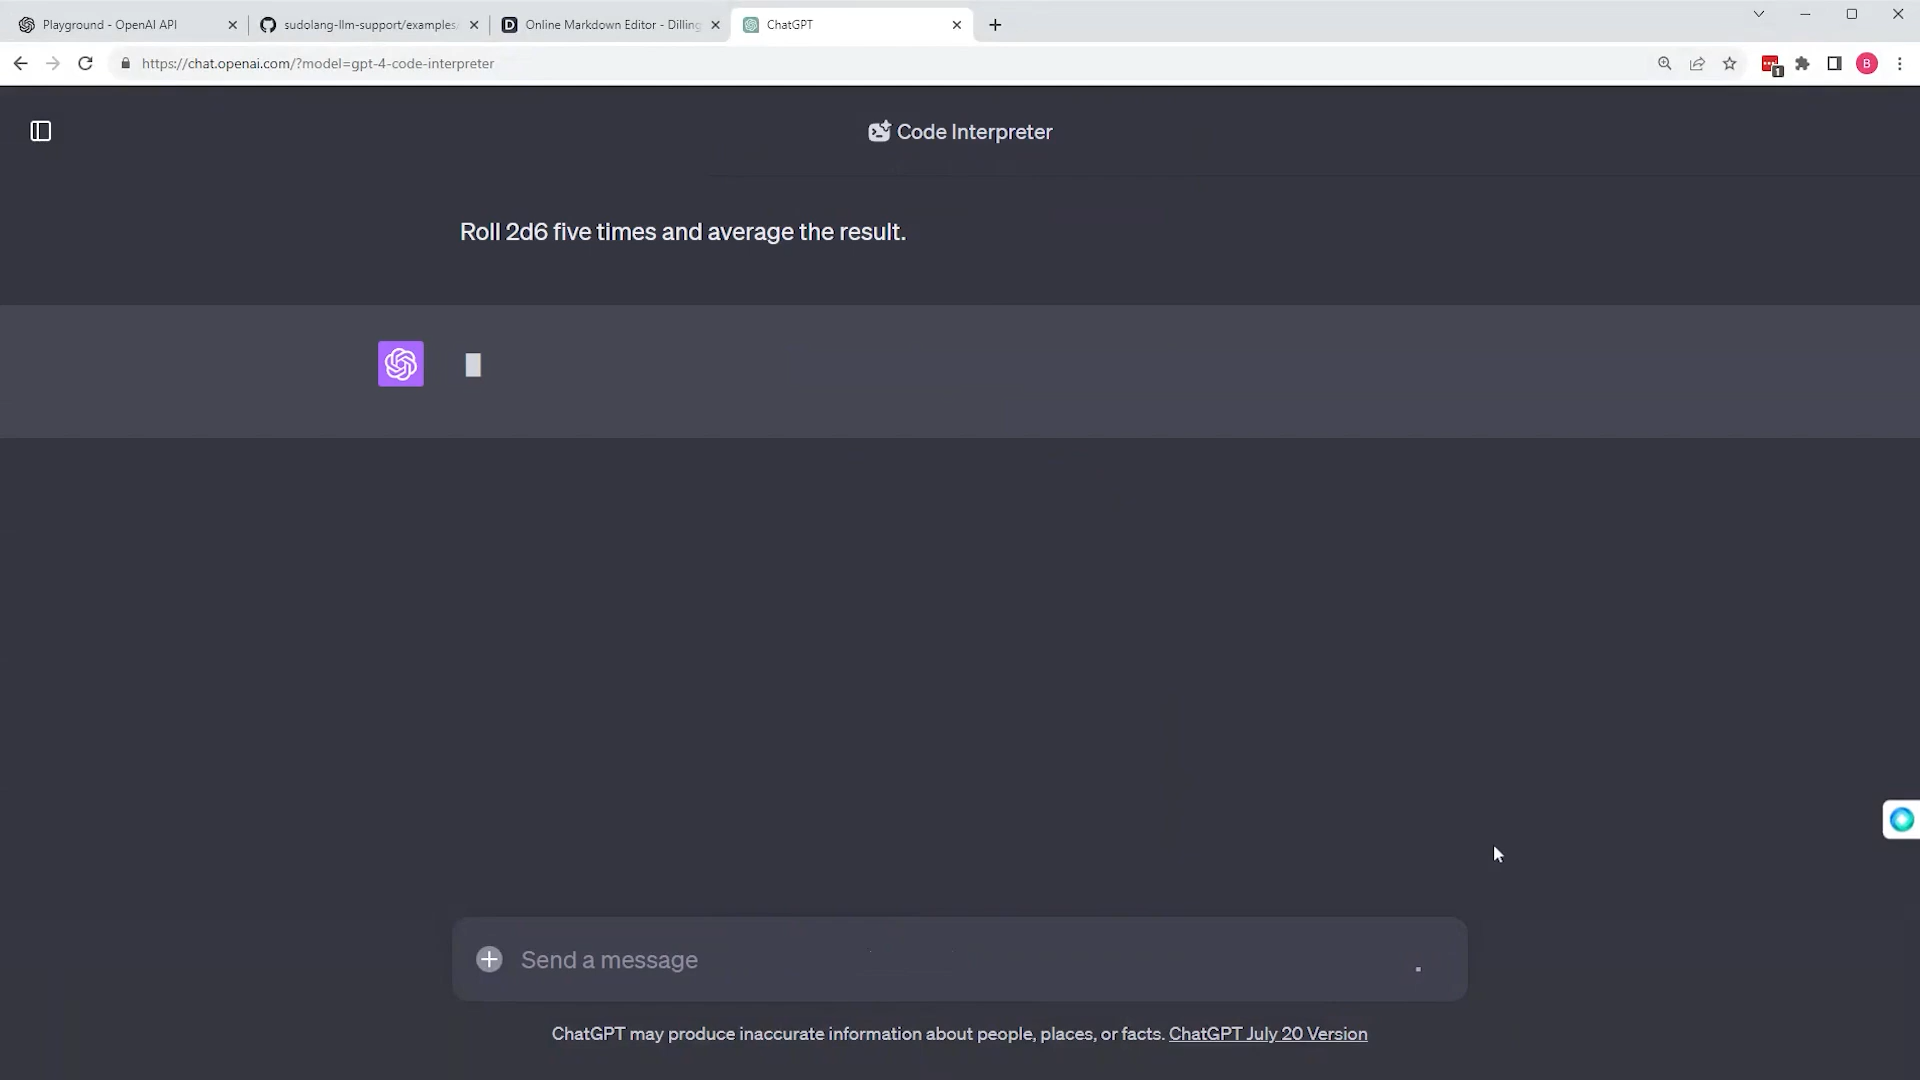 Playground - OpenAI API
sudolang-llm-support/examples
Online Markdown Editor - Dilling
ChatGPT
https://chat.openai.com/?model=gpt-4-code-interpreter
1
B
Code Interpreter
Roll 2d6 five times and average the result.
Send a message
ChatGPT may produce inaccurate information about people, places, or facts. ChatGPT July 20 Version